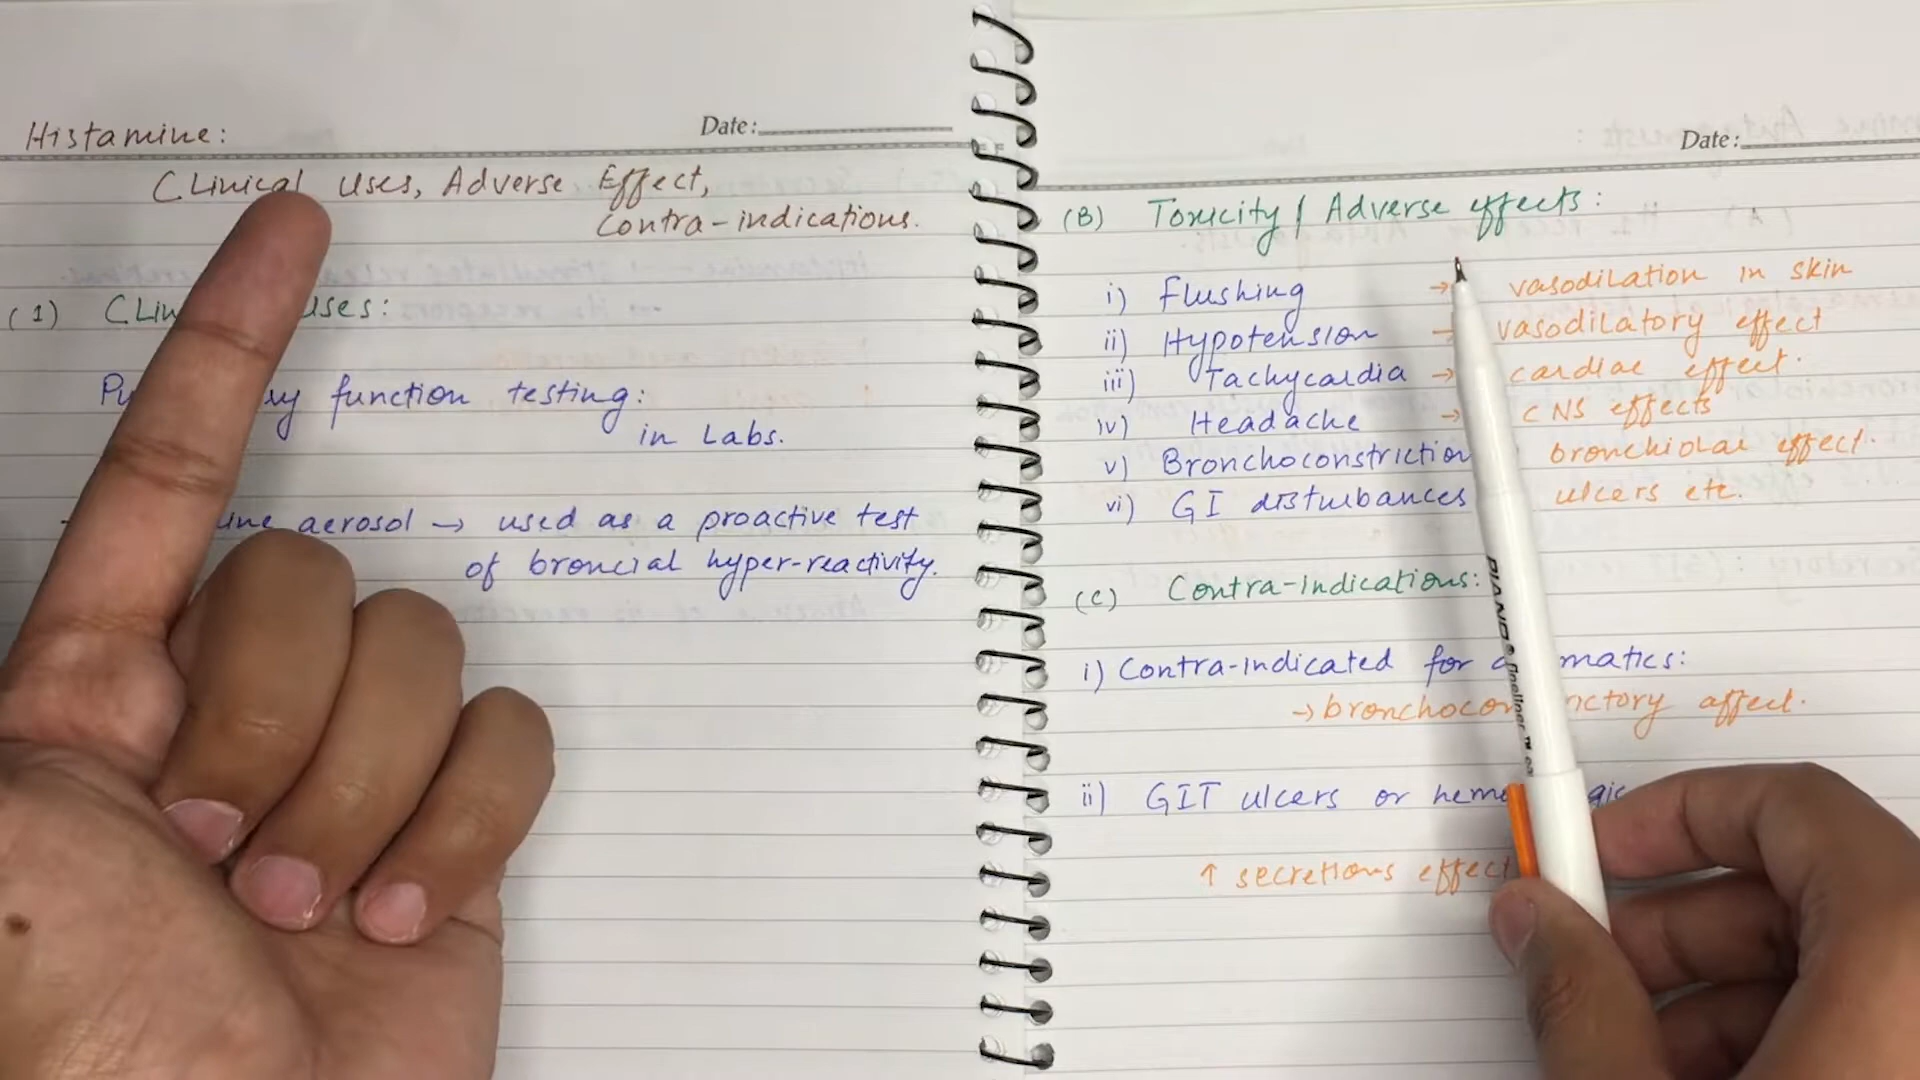 Histamine:
Date:
Clinical Uses, Adverse Effect,
Contra-indications.
(1) Uses:
function testing:
in Labs.
aerosol → used as a proactive test
of broncial hyper-reactivity.
Date:
(B) Toxicity / Adverse effects:
i) Flushing → vasodilation in skin
ii) Hypotension → vasodilatory effect
iii) Tachycardia → cardiac effect.
iv) Headache → CNS effects
v) Bronchoconstriction bronchiolar effect.
vi) GI disturbances ulcers etc.
(C) Contra-indications:
i) Contra-indicated for
→ affect.
ii) GIT ulcers or
↑ secretions effect
PIANO fineliner